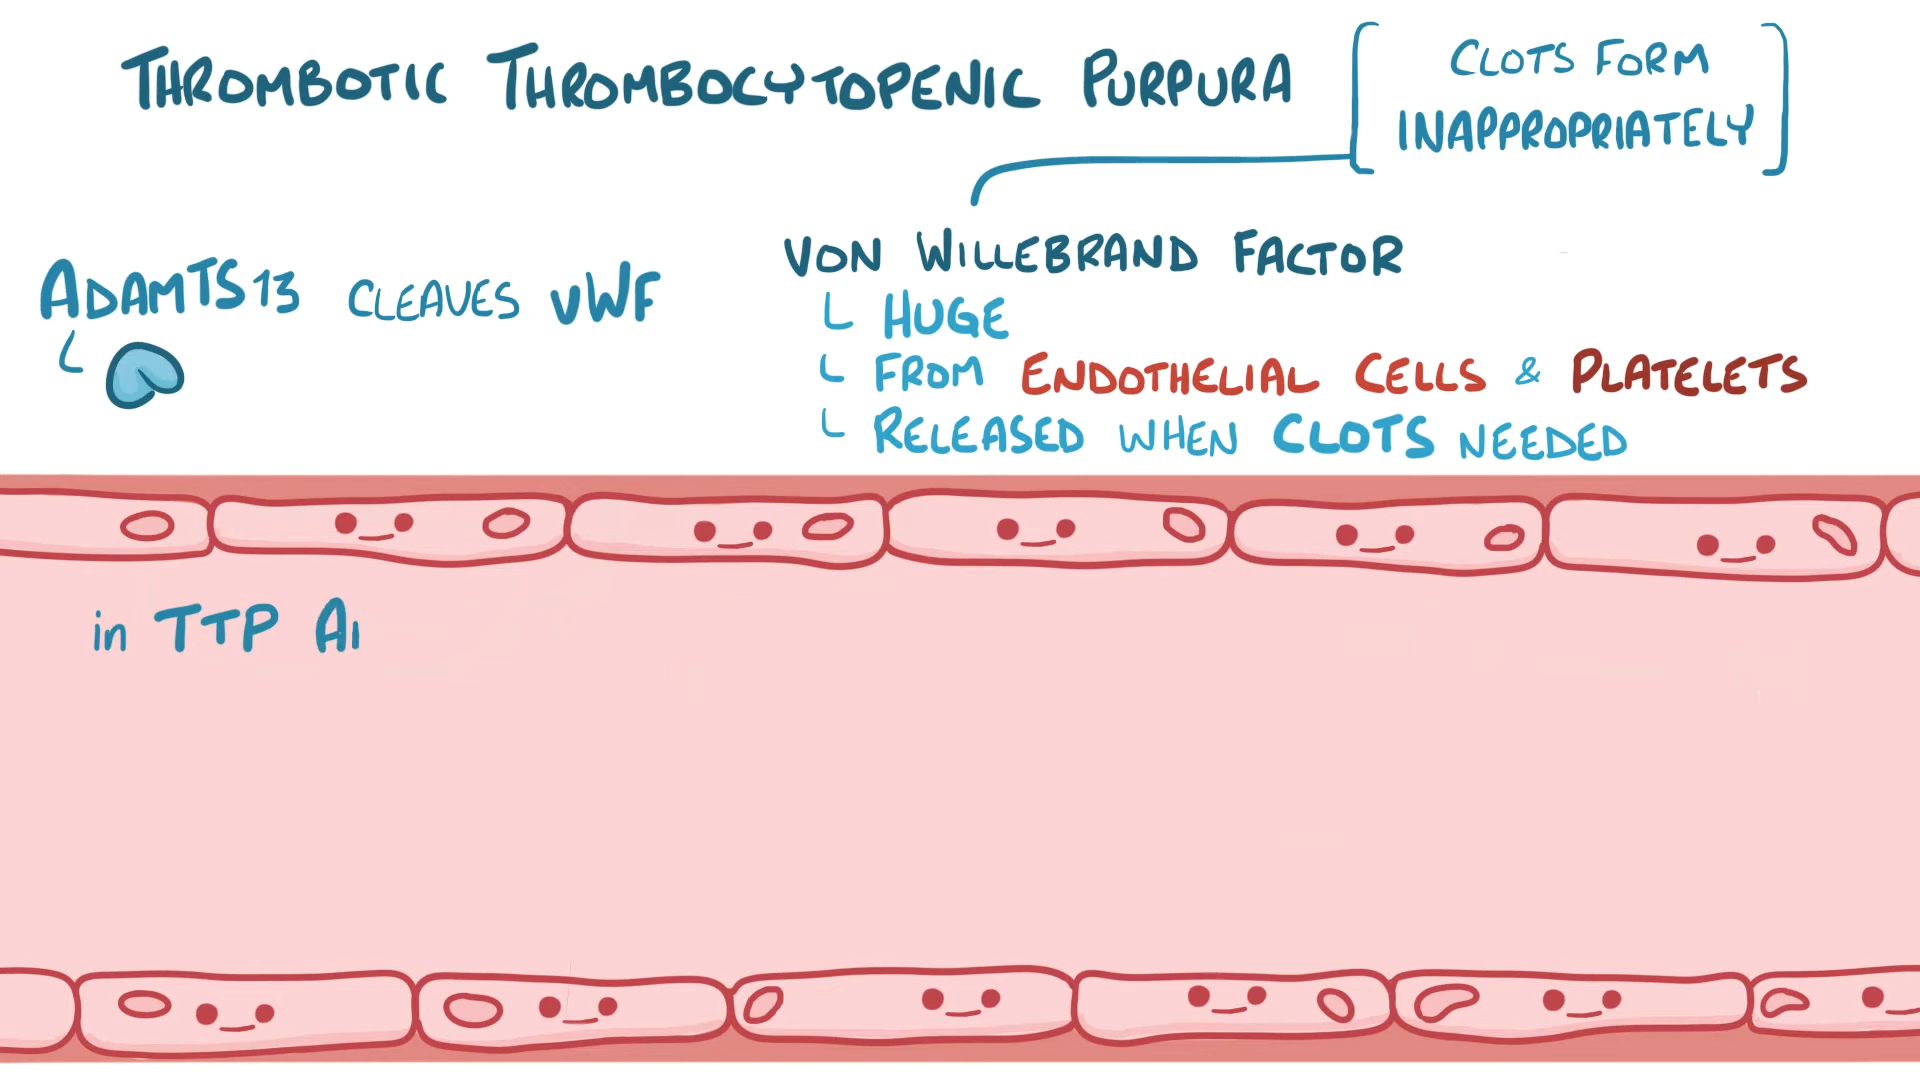 THROMBOTIC THROMBOCYTOPENIC PURPURA
CLOTS FORM
INAPPROPRIATELY
ADAMTS13 CLEAVES vWF
VON WILLEBRAND FACTOR
HUGE
FROM ENDOTHELIAL CELLS & PLATELETS
RELEASED WHEN CLOTS NEEDED
in TTP A